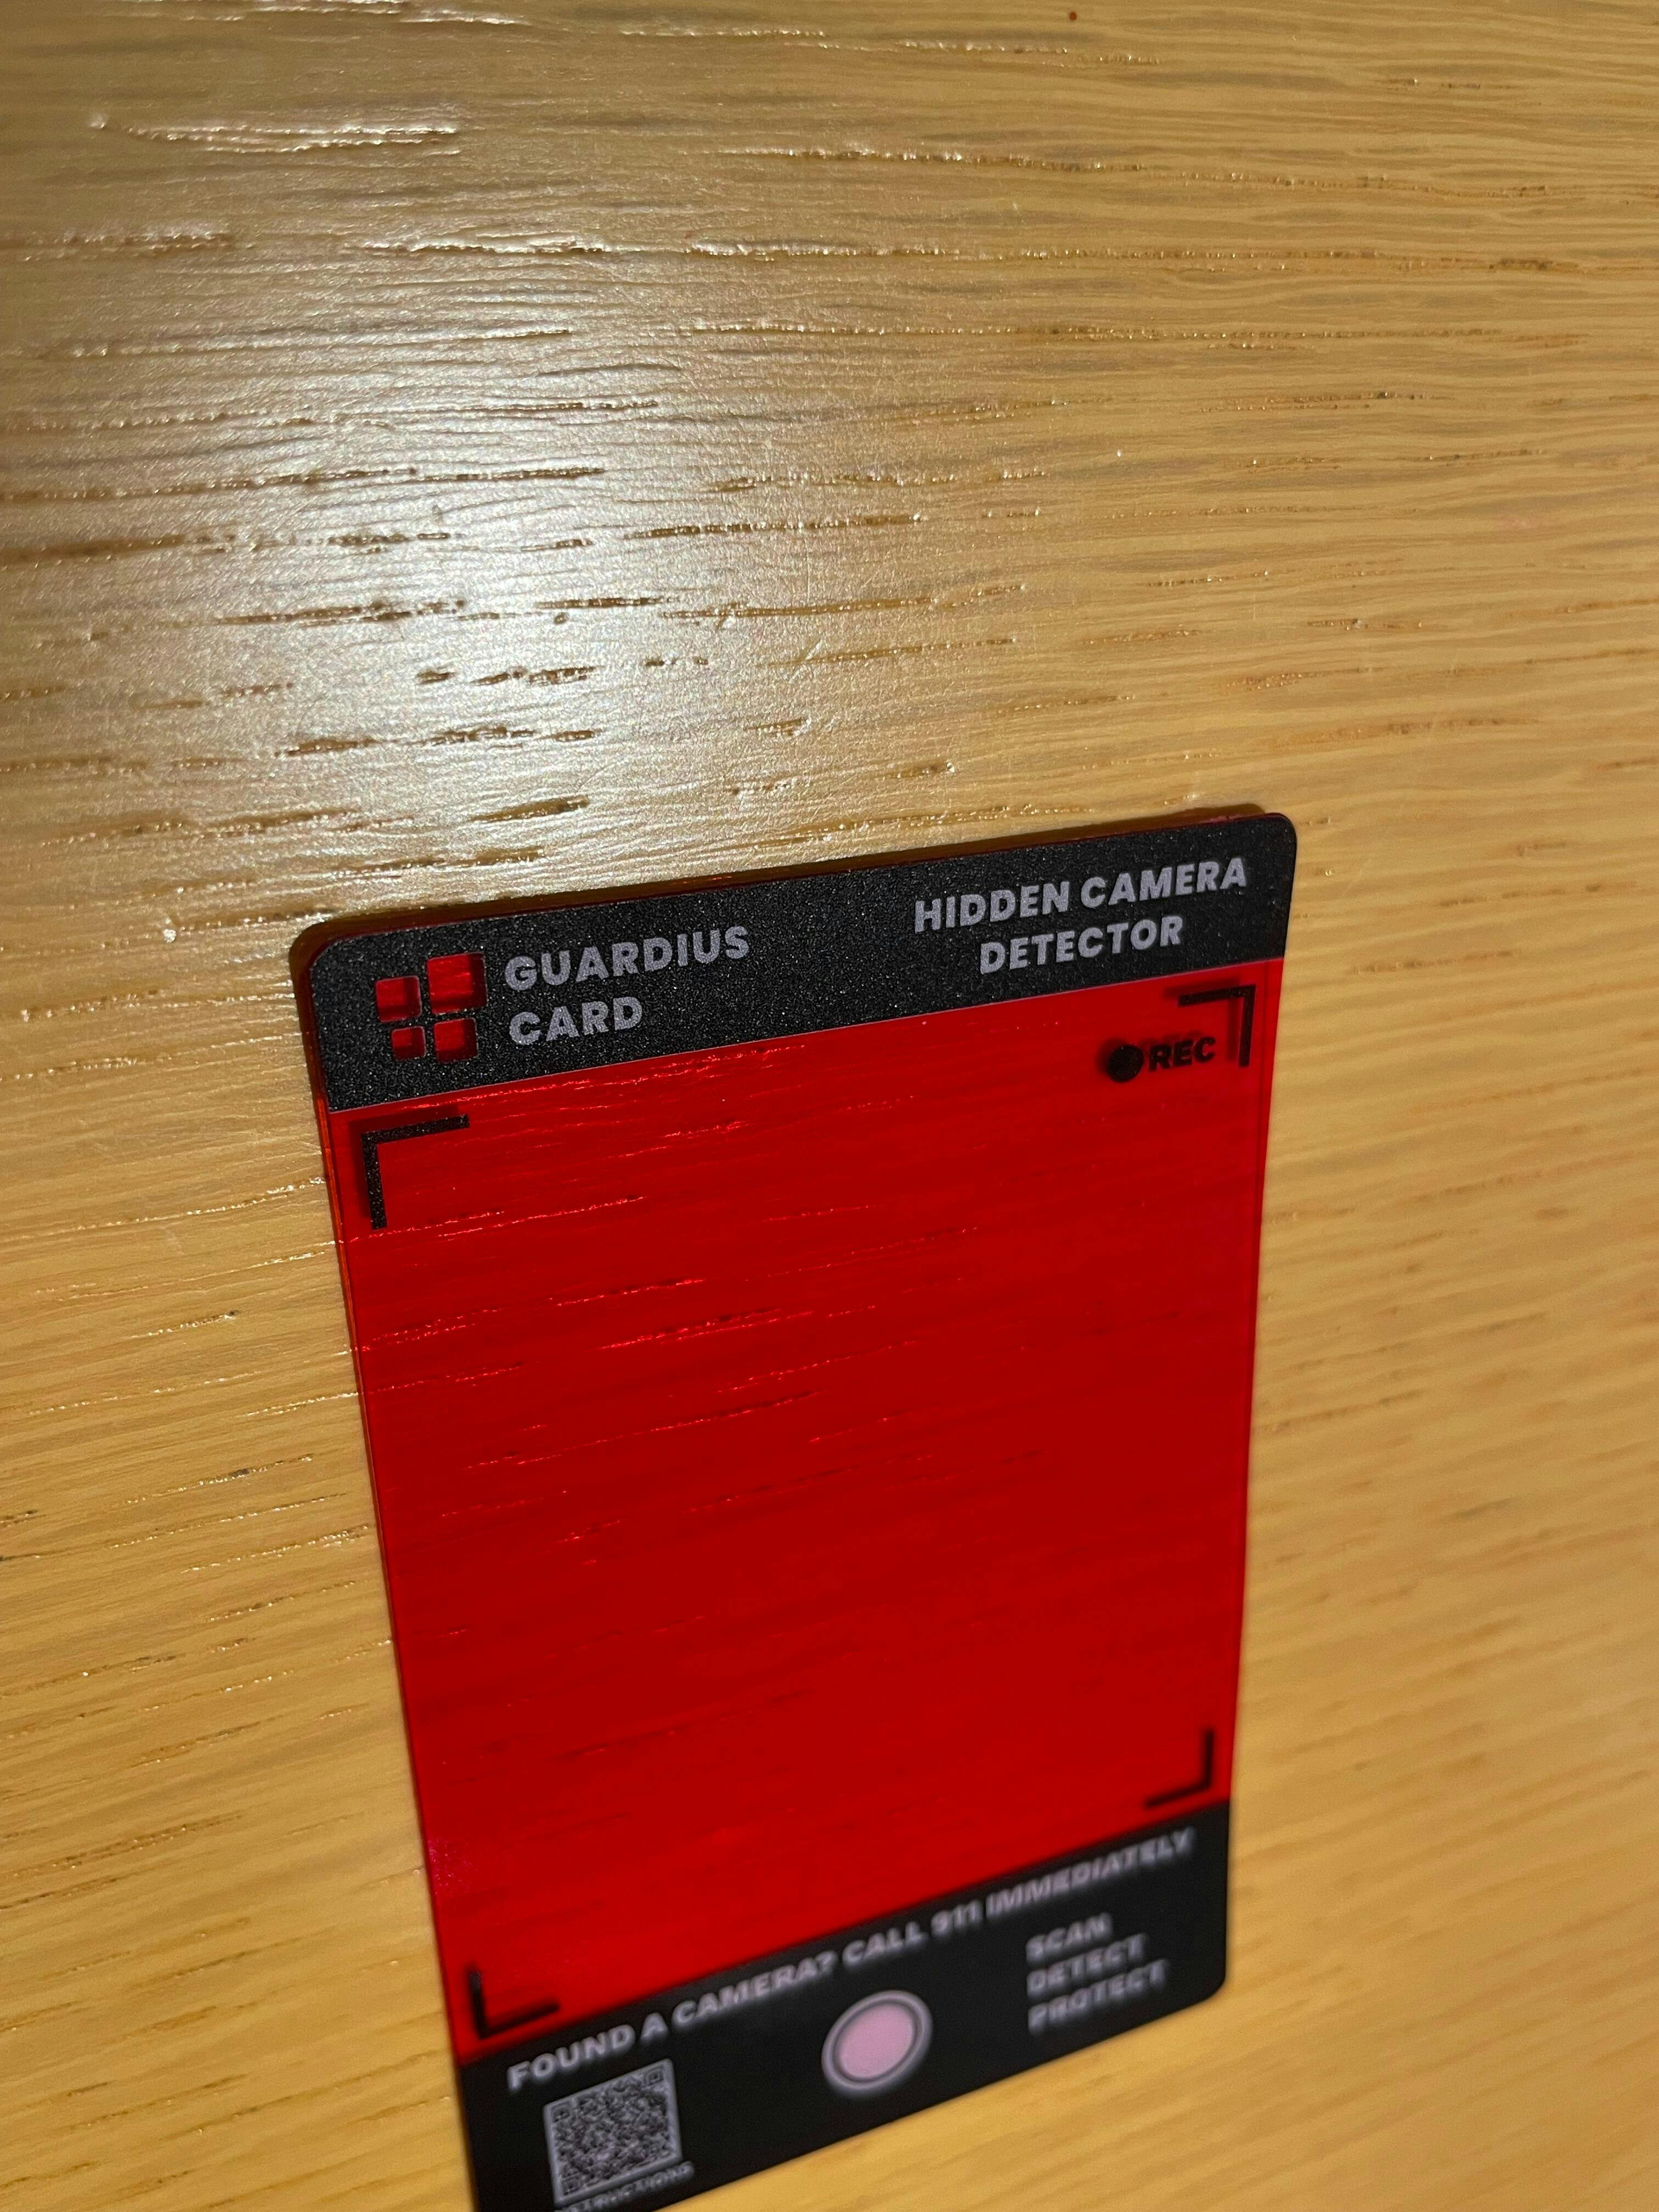 GUARDIUS
CARD
HIDDEN CAMERA
DETECTOR
REC
FOUND A CAMERA? CALL 911 IMMEDIATELY
SCAN
DETECT
PROTECT